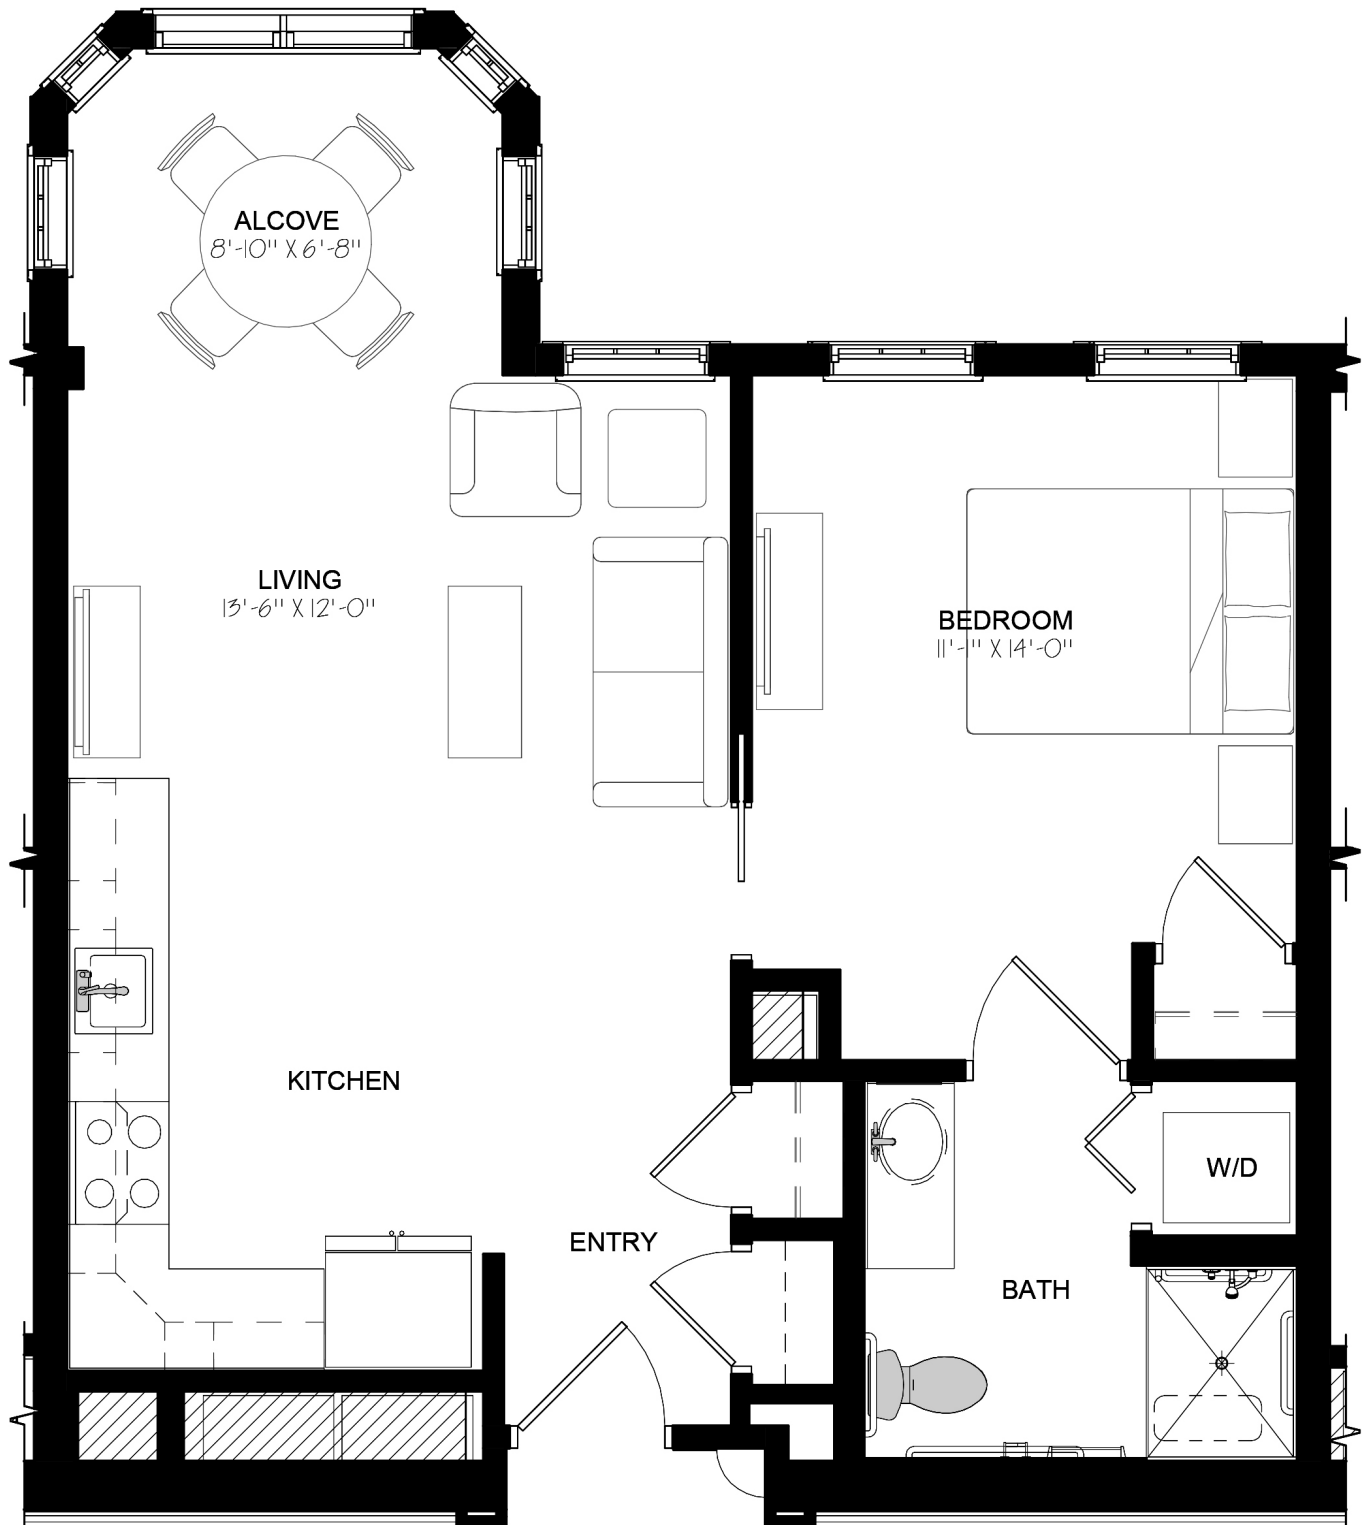 ALCOVE
8'-10" X 6'-8"
LIVING
13'-6" X 12'-0"
BEDROOM
11'-1" X 14'-0"
KITCHEN
W/D
ENTRY
BATH